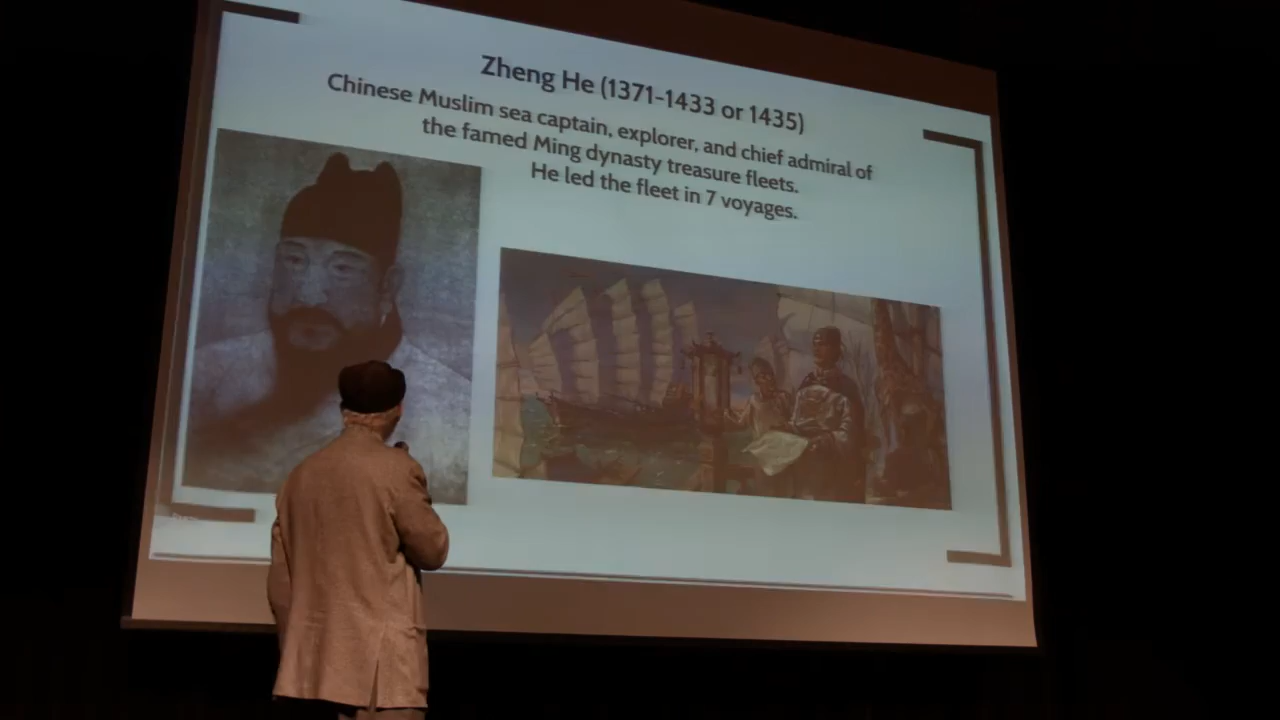 Zheng He (1371-1433 or 1435)
Chinese Muslim sea captain, explorer, and chief admiral of
the famed Ming dynasty treasure fleets.
He led the fleet in 7 voyages.